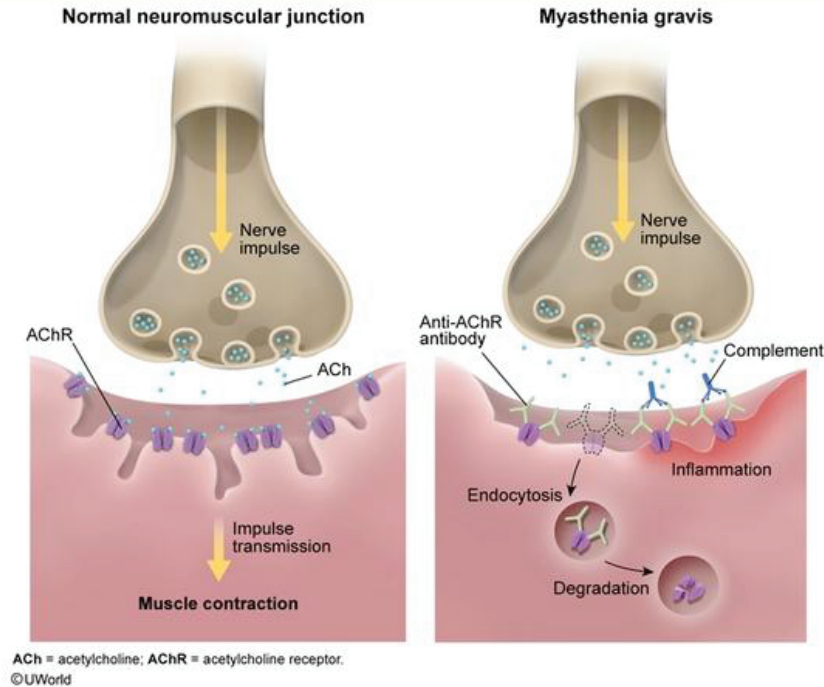 Normal neuromuscular junction
Nerve
impulse
AChR
ACh
Impulse
transmission
Muscle contraction
Myasthenia gravis
Nerve
impulse
Anti-AChR
antibody
Complement
Inflammation
Endocytosis
Degradation
ACh = acetylcholine; AChR = acetylcholine receptor.
©UWorld